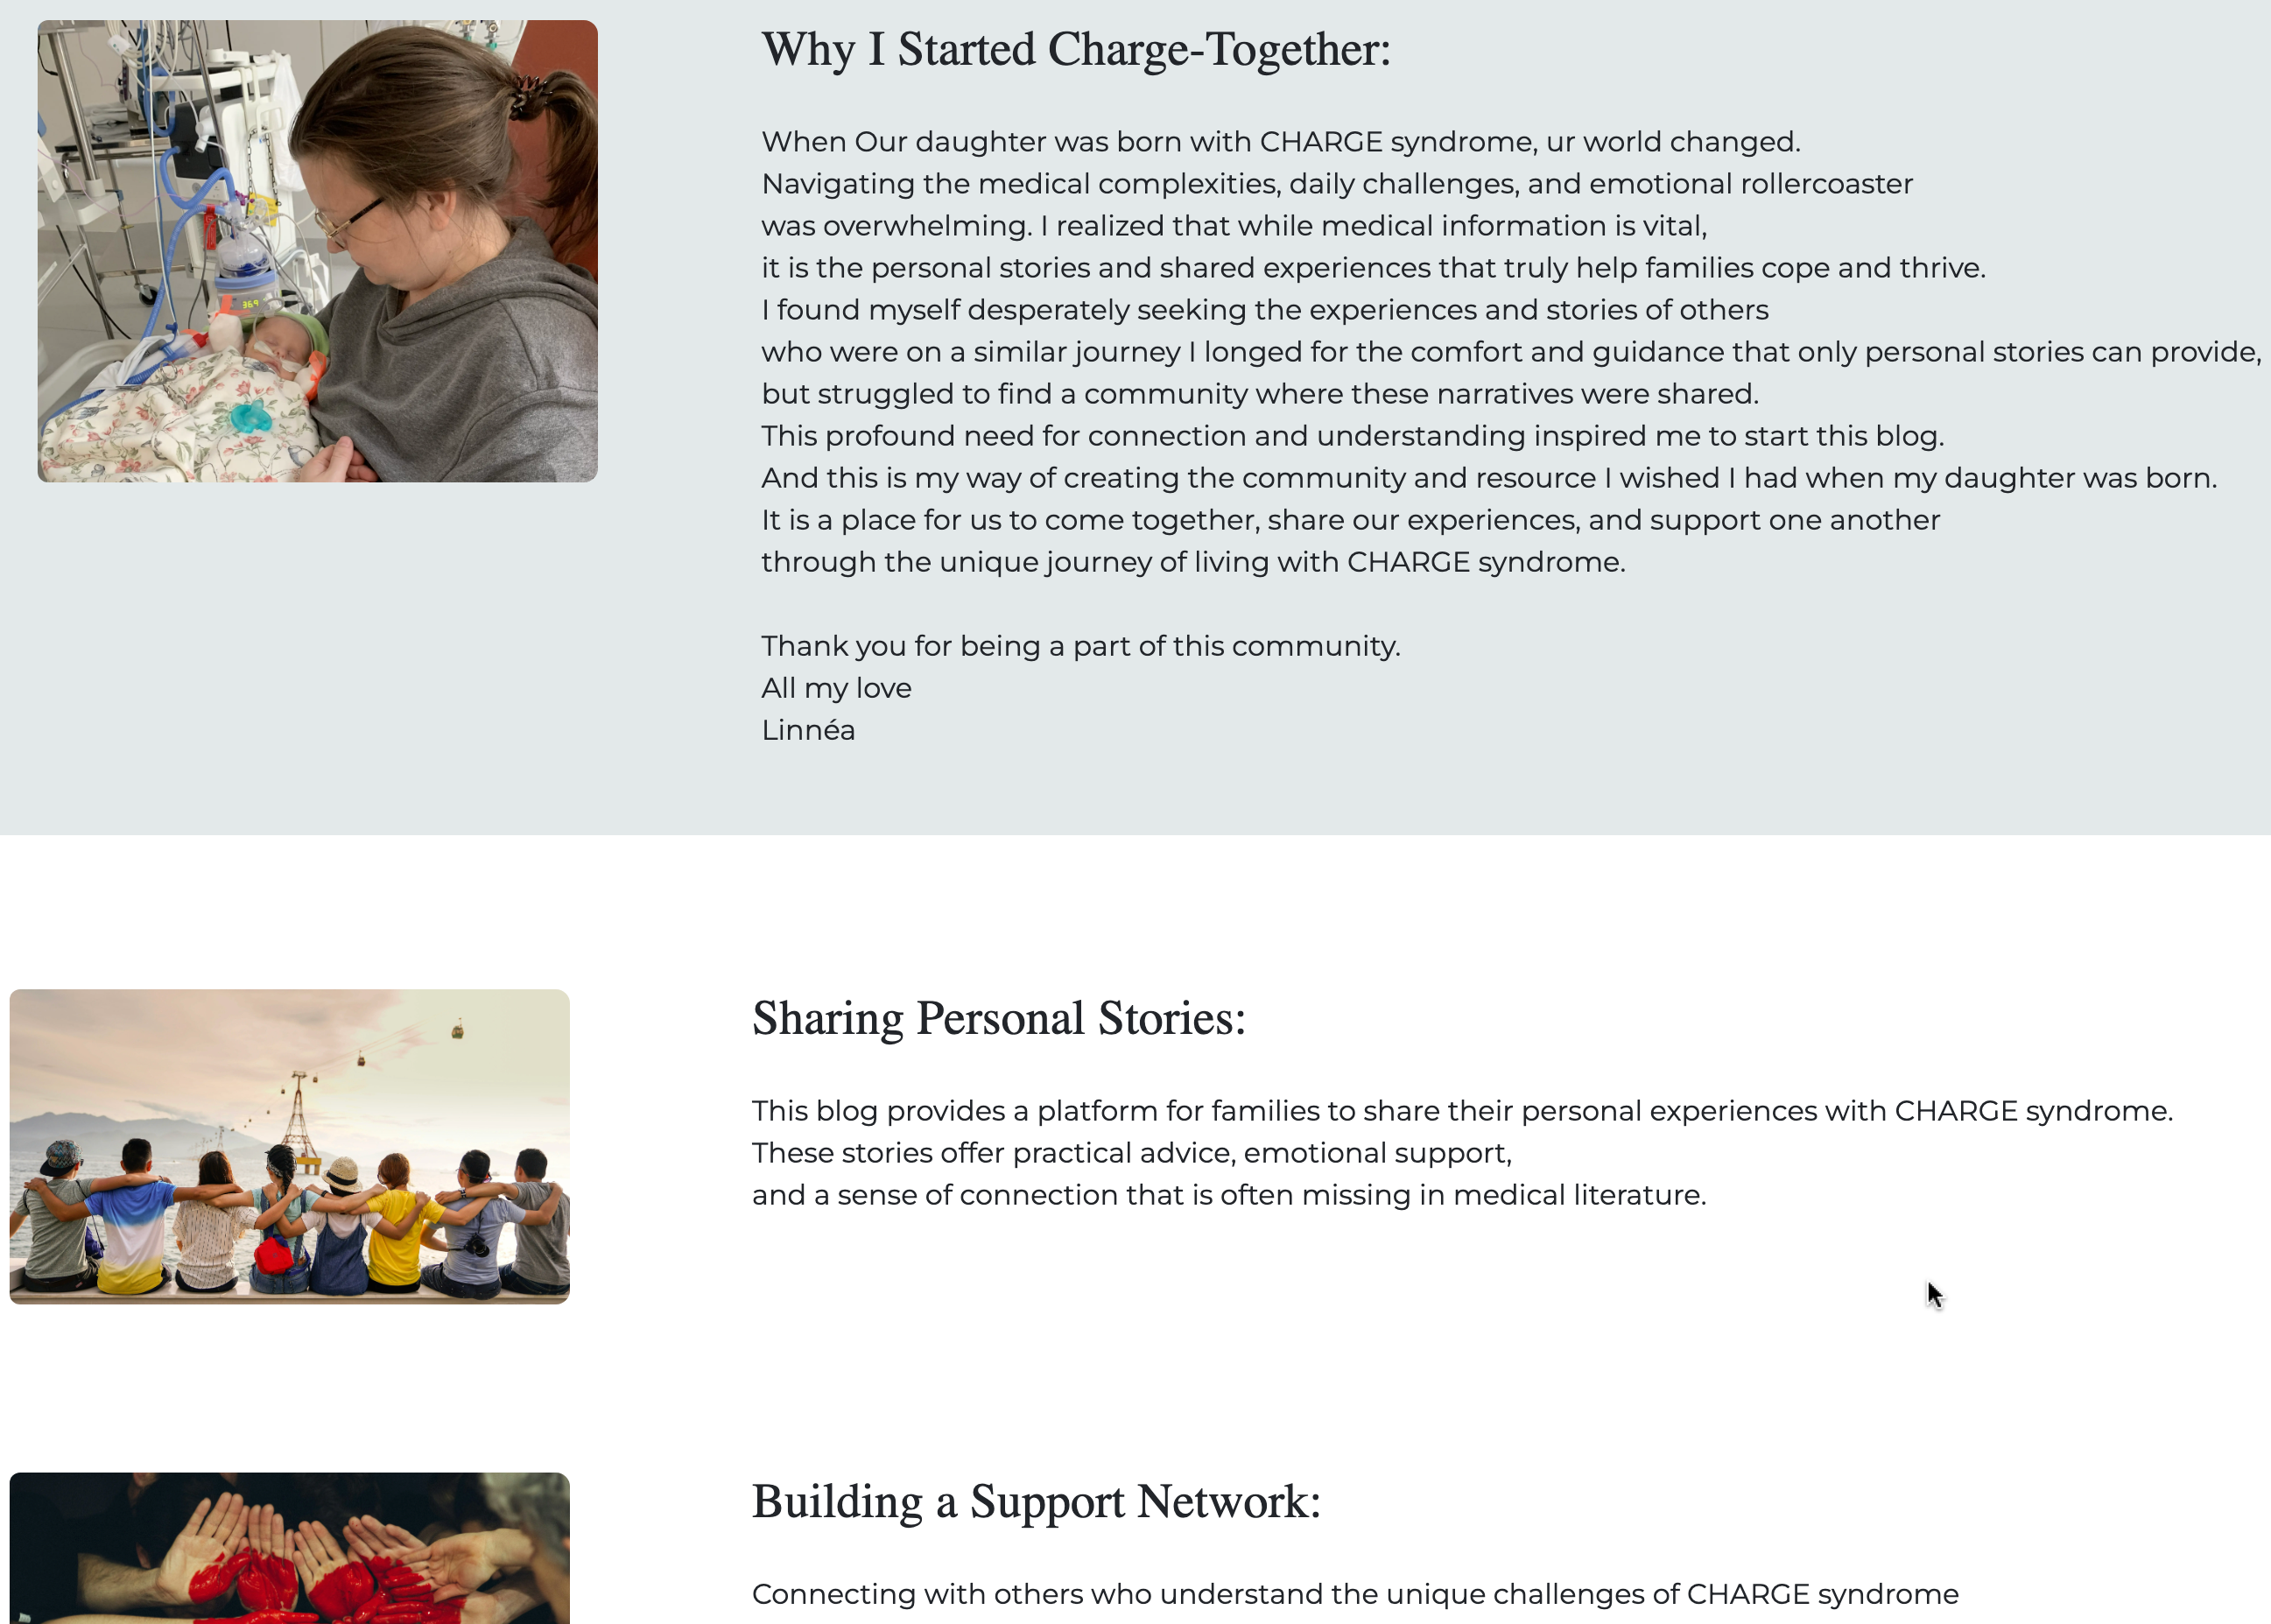 Why I Started Charge-Together:
When Our daughter was born with CHARGE syndrome, ur world changed.
Navigating the medical complexities, daily challenges, and emotional rollercoaster
was overwhelming. I realized that while medical information is vital,
it is the personal stories and shared experiences that truly help families cope and thrive.
I found myself desperately seeking the experiences and stories of others
who were on a similar journey I longed for the comfort and guidance that only personal stories can provide,
but struggled to find a community where these narratives were shared.
This profound need for connection and understanding inspired me to start this blog.
And this is my way of creating the community and resource I wished I had when my daughter was born.
It is a place for us to come together, share our experiences, and support one another
through the unique journey of living with CHARGE syndrome.
Thank you for being a part of this community.
All my love
Linnéa
369
Sharing Personal Stories:
This blog provides a platform for families to share their personal experiences with CHARGE syndrome.
These stories offer practical advice, emotional support,
and a sense of connection that is often missing in medical literature.
Building a Support Network:
Connecting with others who understand the unique challenges of CHARGE syndrome